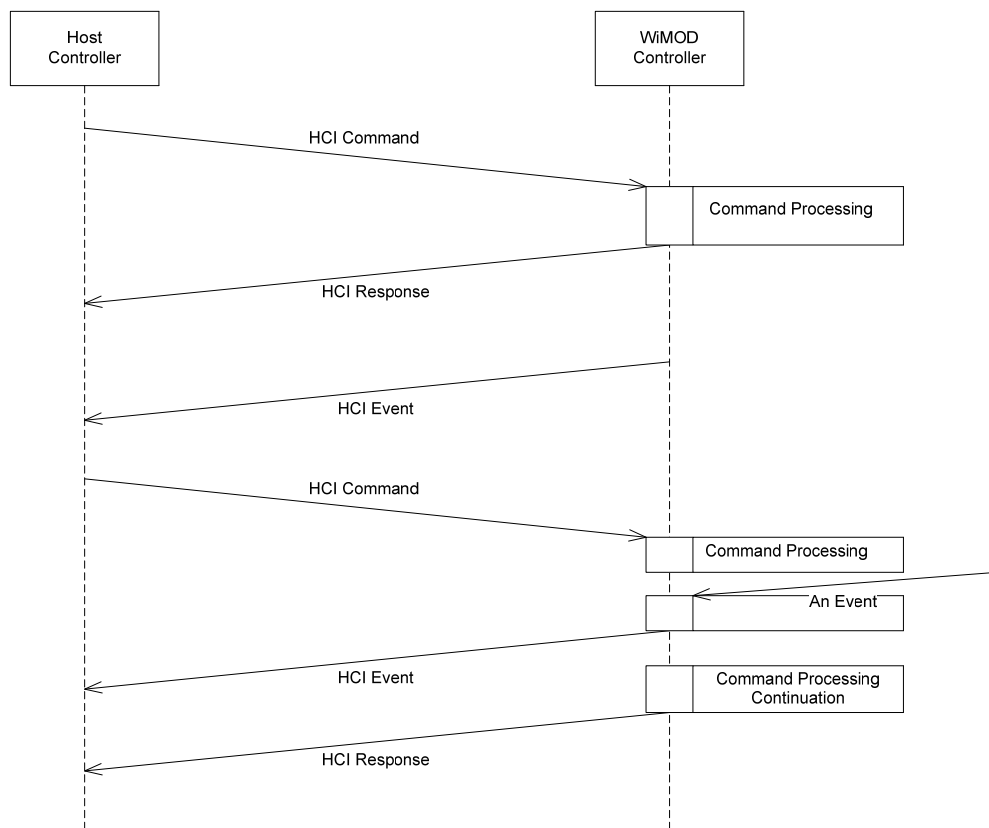 Host
Controller
WiMOD
Controller
HCI Command
Command Processing
HCI Response
HCI Event
HCI Command
Command Processing
An Event
HCI Event
Command Processing
Continuation
HCI Response